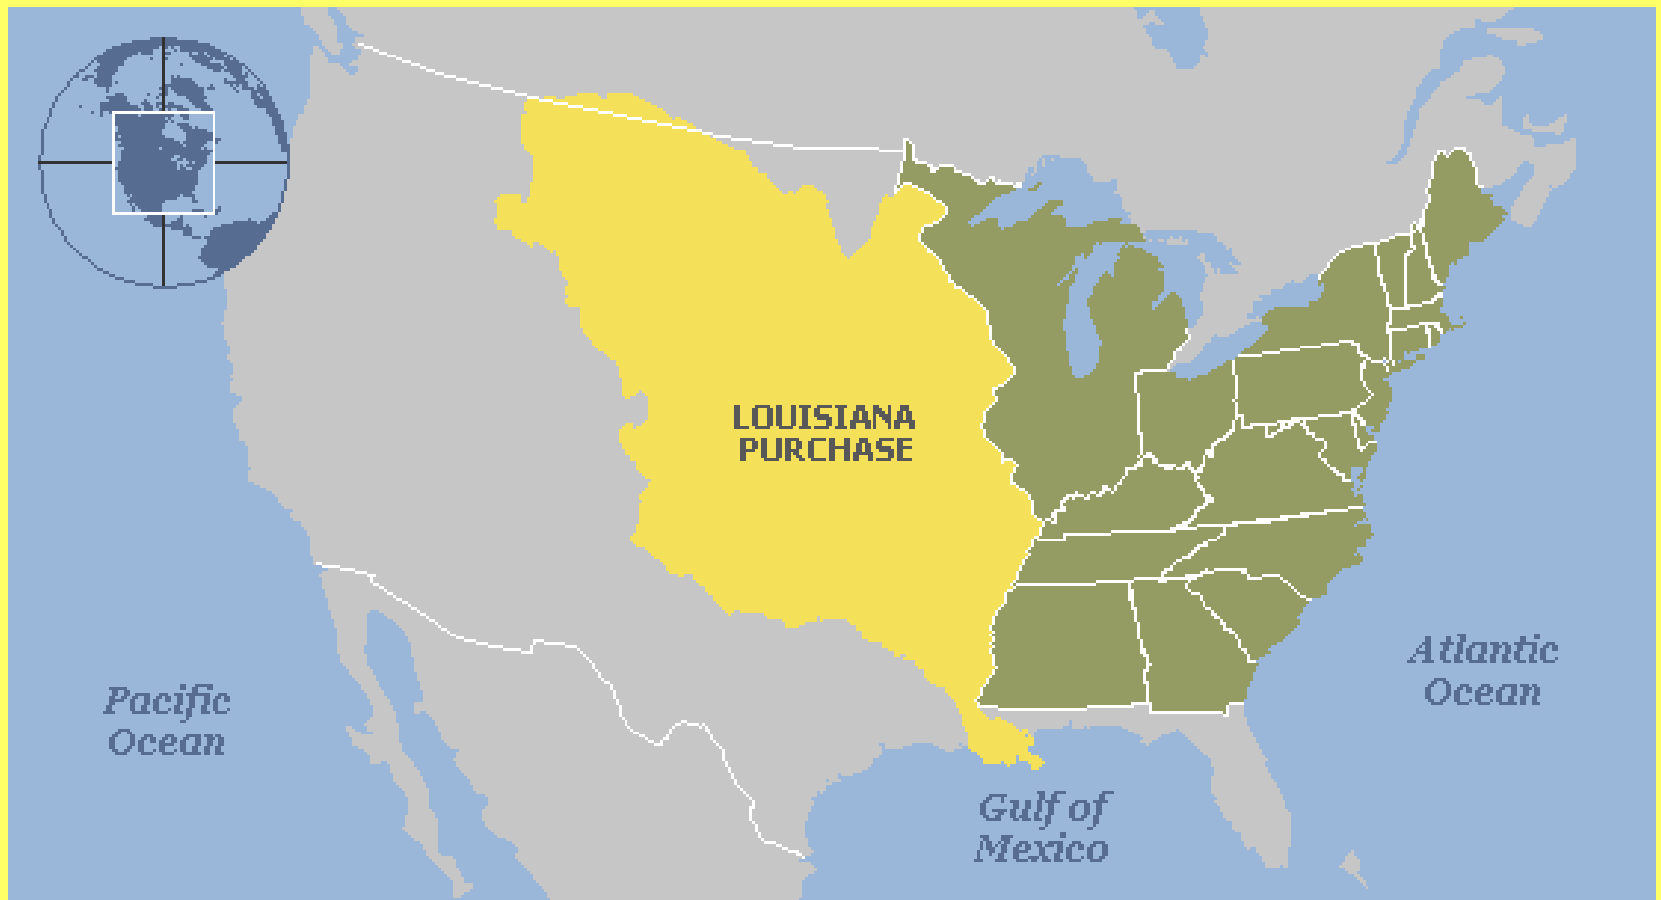 LOUISIANA
PURCHASE
Pacific
Ocean
Atlantic
Ocean
Gulf of
Mexico